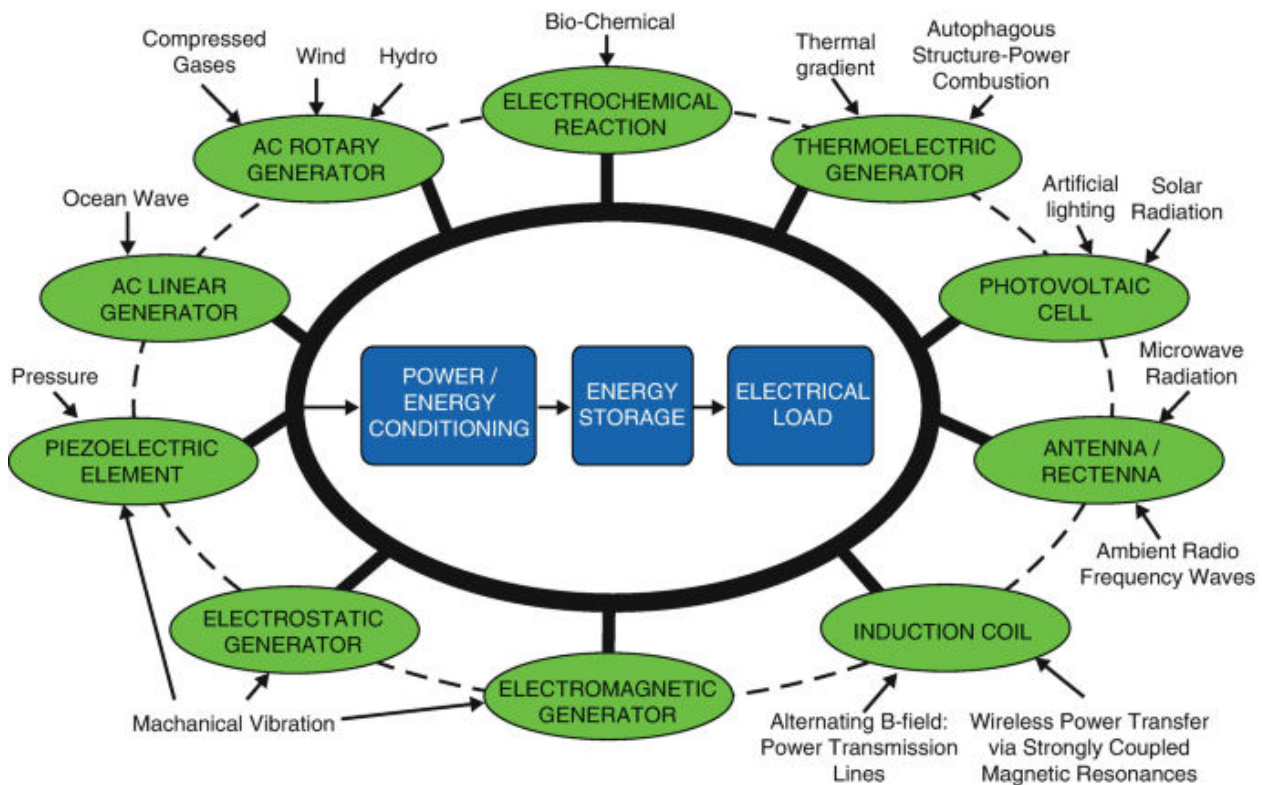 Bio-Chemical
Compressed
Gases
Wind
Hydro
Thermal
gradient
Autophagous
Structure-Power
Combustion
ELECTROCHEMICAL
REACTION
AC ROTARY
GENERATOR
THERMOELECTRIC
GENERATOR
Ocean Wave
Artificial
lighting
Solar
Radiation
AC LINEAR
GENERATOR
PHOTOVOLTAIC
CELL
Pressure
Microwave
Radiation
POWER /
ENERGY
CONDITIONING
ENERGY
STORAGE
ELECTRICAL
LOAD
PIEZOELECTRIC
ELEMENT
ANTENNA /
RECTENNA
Ambient Radio
Frequency Waves
ELECTROSTATIC
GENERATOR
INDUCTION COIL
ELECTROMAGNETIC
GENERATOR
Machanical Vibration
Alternating B-field:
Power Transmission
Lines
Wireless Power Transfer
via Strongly Coupled
Magnetic Resonances